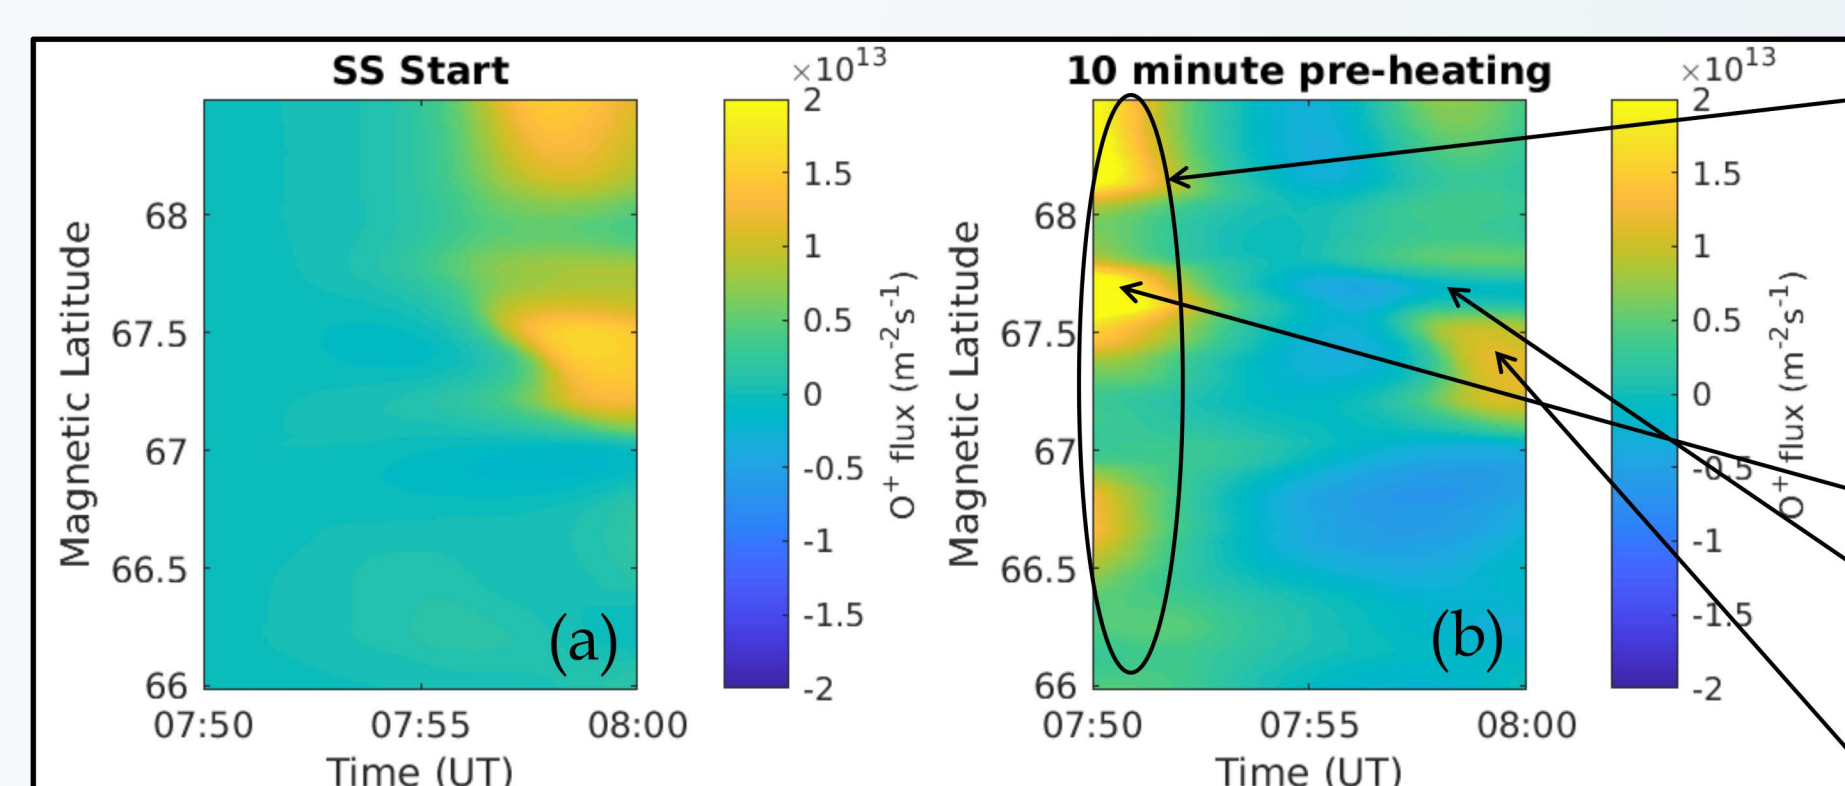 SS Start
×10^13
2
1.5
1
0.5
0
-0.5
-1
-1.5
-2
O+ flux (m-2s-1)
Magnetic Latitude
68
67.5
67
66.5
66
(a)
07:50 07:55 08:00
Time (UT)
10 minute pre-heating
×10^13
2
1.5
1
0.5
0
-0.5
-1
-1.5
-2
O+ flux (m-2s-1)
Magnetic Latitude
68
67.5
67
66.5
66
(b)
07:50 07:55 08:00
Time (UT)